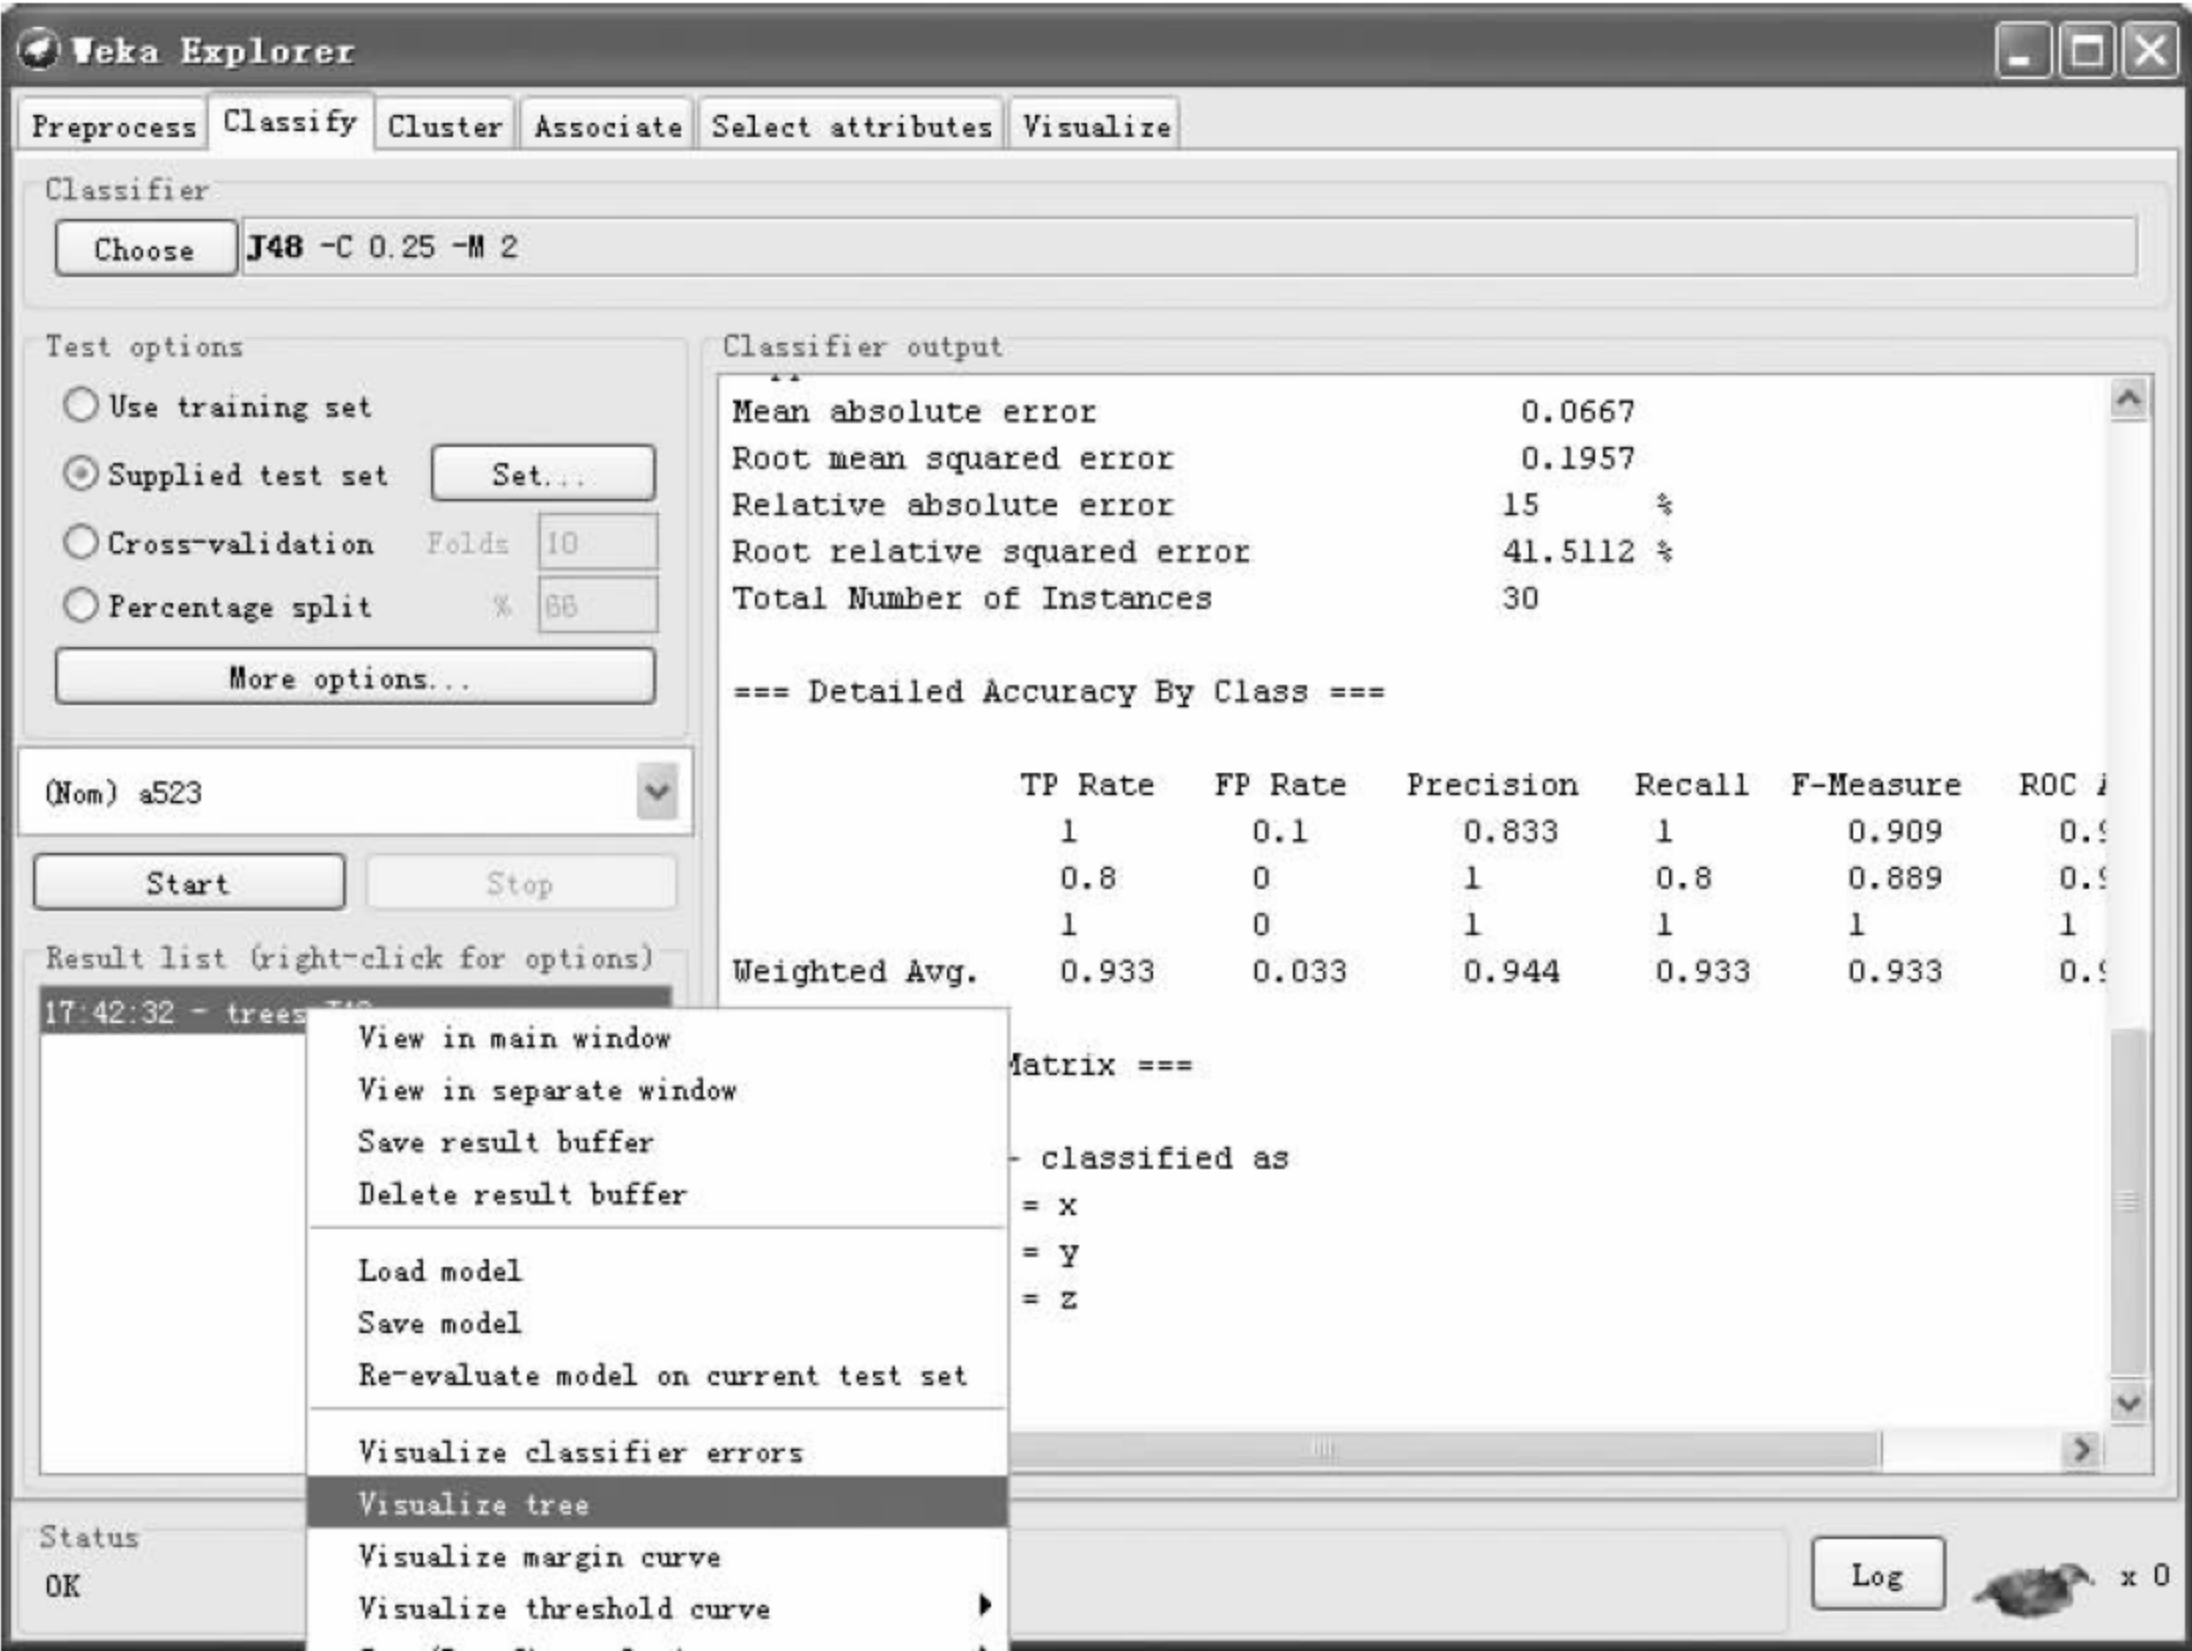 Weka Explorer
Preprocess Classify Cluster Associate Select attributes Visualize
Classifier
Choose J48 -C 0.25 -M 2
Test options
Use training set
Supplied test set Set...
Cross-validation Folds 10
Percentage split % 66
More options...
(Nom) a523
Start Stop
Result list (right-click for options)
17:42:32 - trees
View in main window
View in separate window
Save result buffer
Delete result buffer
Load model
Save model
Re-evaluate model on current test set
Visualize classifier errors
Visualize tree
Visualize margin curve
Visualize threshold curve
Classifier output
Mean absolute error 0.0667
Root mean squared error 0.1957
Relative absolute error 15 %
Root relative squared error 41.5112 %
Total Number of Instances 30
=== Detailed Accuracy By Class ===
TP Rate FP Rate Precision Recall F-Measure ROC
1 0.1 0.833 1 0.909 0.9
0.8 0 1 0.8 0.889 0.9
1 0 1 1 1 1
Weighted Avg. 0.933 0.033 0.944 0.933 0.933 0.9
Matrix ===
- classified as
= x
= y
= z
Status
OK
Log x 0